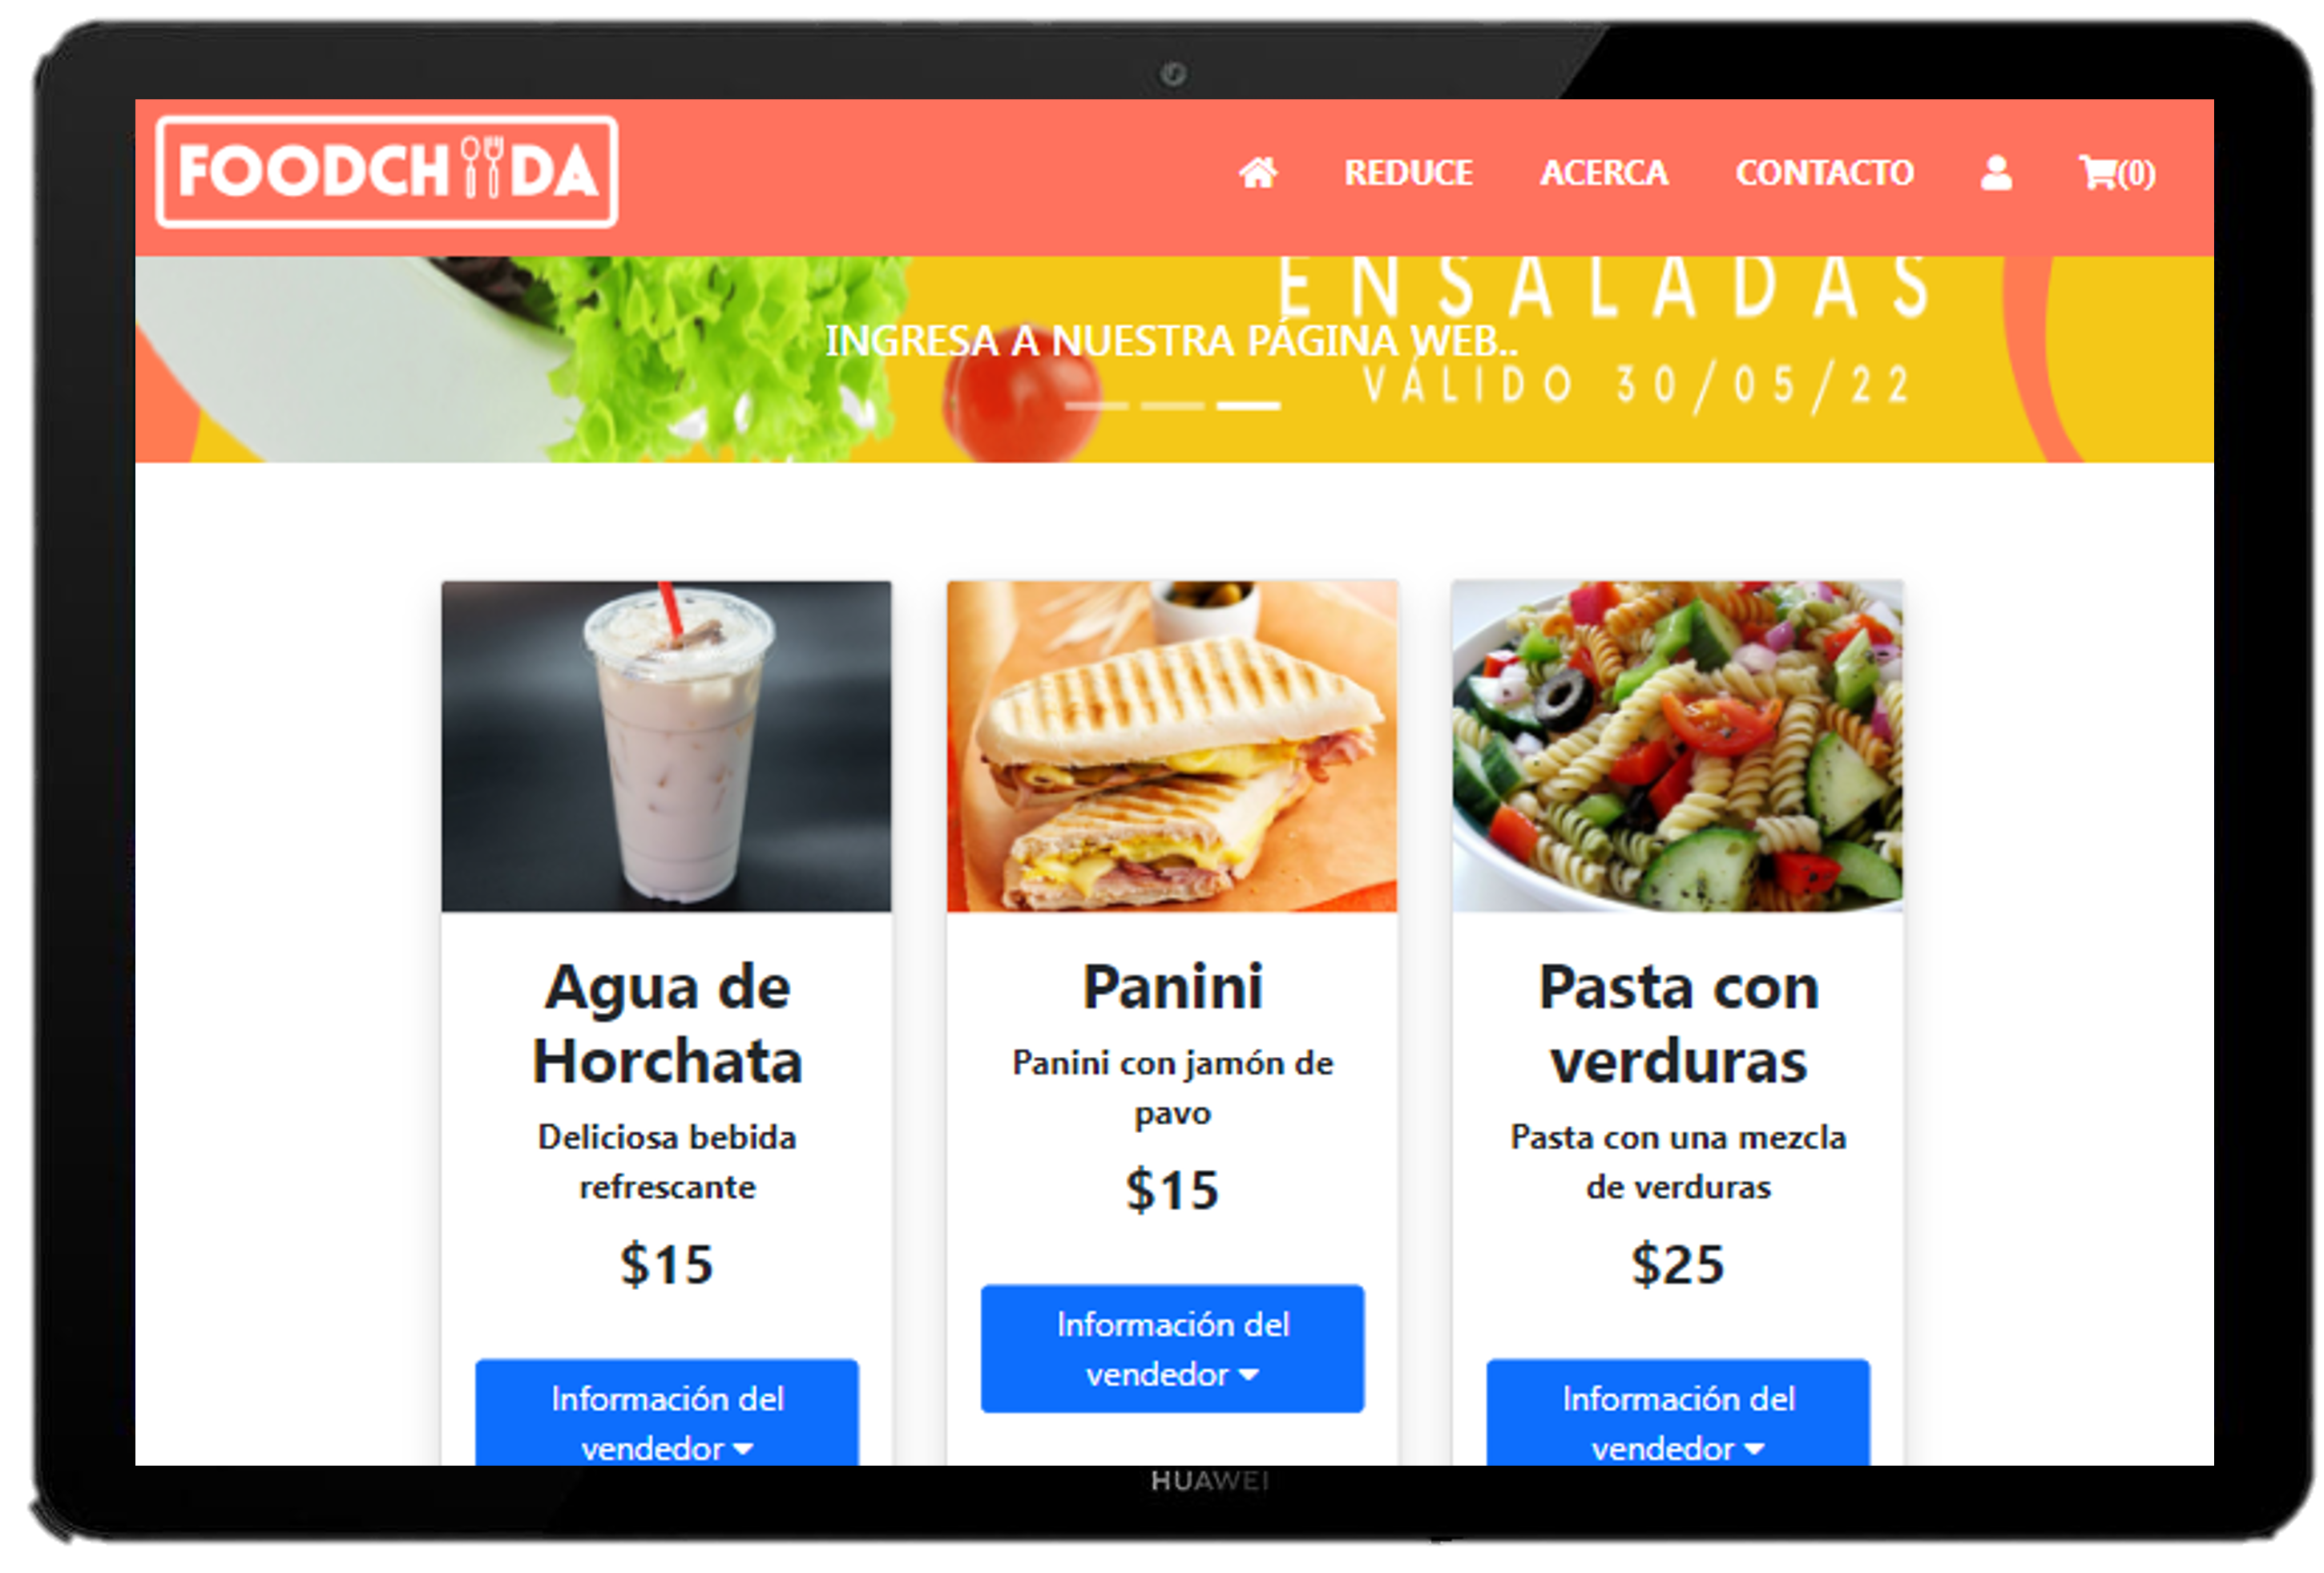 FOODCHIIDA
REDUCE ACERCA CONTACTO (0)
ENSALADAS
INGRESA A NUESTRA PÁGINA WEB..
VÁLIDO 30/05/22
Agua de
Horchata
Deliciosa bebida
refrescante
$15
Información del
vendedor
Panini
Panini con jamón de
pavo
$15
Información del
vendedor
Pasta con
verduras
Pasta con una mezcla
de verduras
$25
Información del
vendedor
HUAWEI